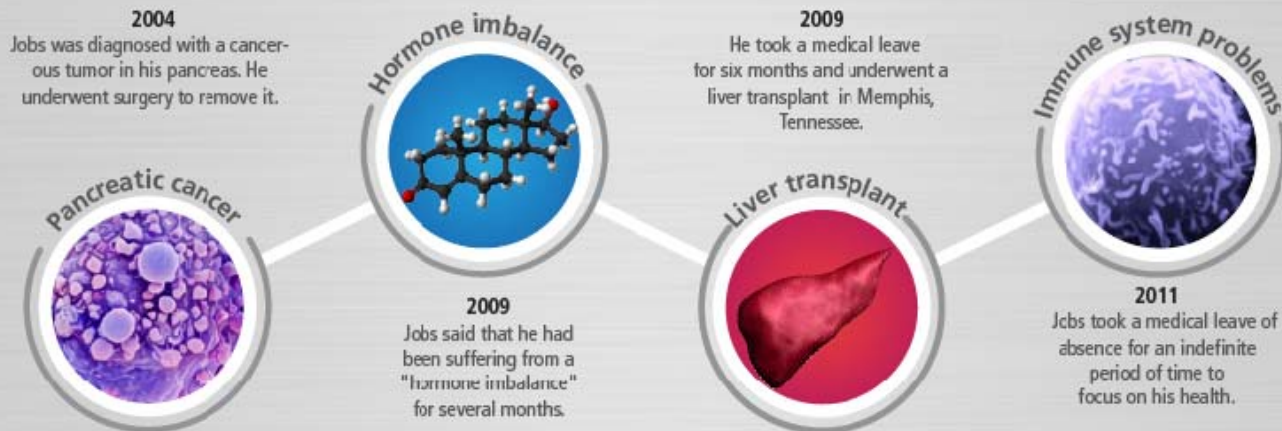 2004
Jobs was diagnosed with a cancer-
ous tumor in his pancreas. He
underwent surgery to remove it.
Pancreatic cancer
Hormone imbalance
2009
Jobs said that he had
been suffering from a
"hormone imbalance"
for several months.
2009
He took a medical leave
for six months and underwent a
liver transplant in Memphis,
Tennessee.
Liver transplant
Immune system problems
2011
Jobs took a medical leave of
absence for an indefinite
period of time to
focus on his health.